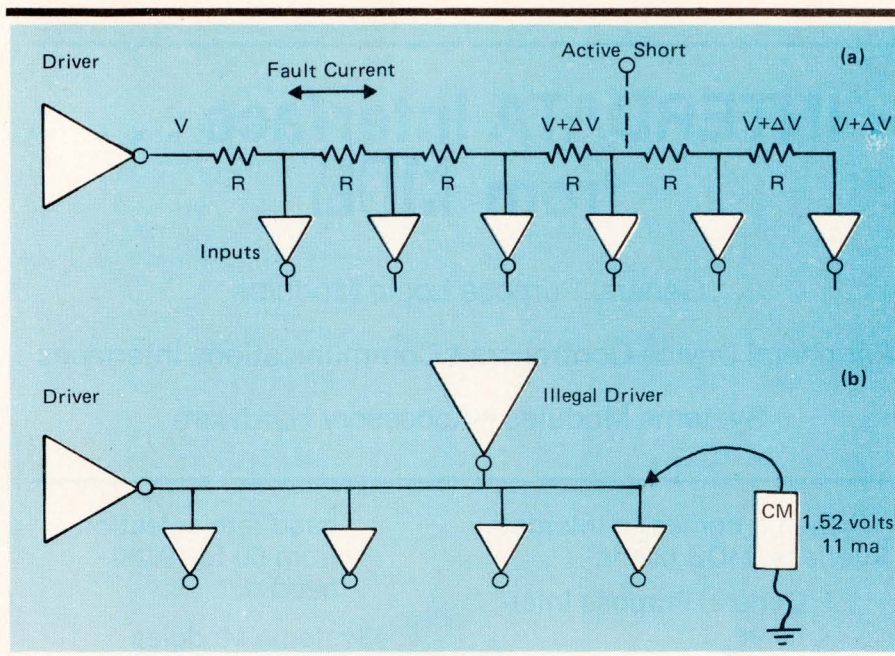 (a)
Driver
Active Short
Fault Current
V
V+ΔV
V+ΔV
V+ΔV
R
R
R
R
R
R
Inputs
(b)
Driver
Illegal Driver
CM
1.52 volts
11 ma